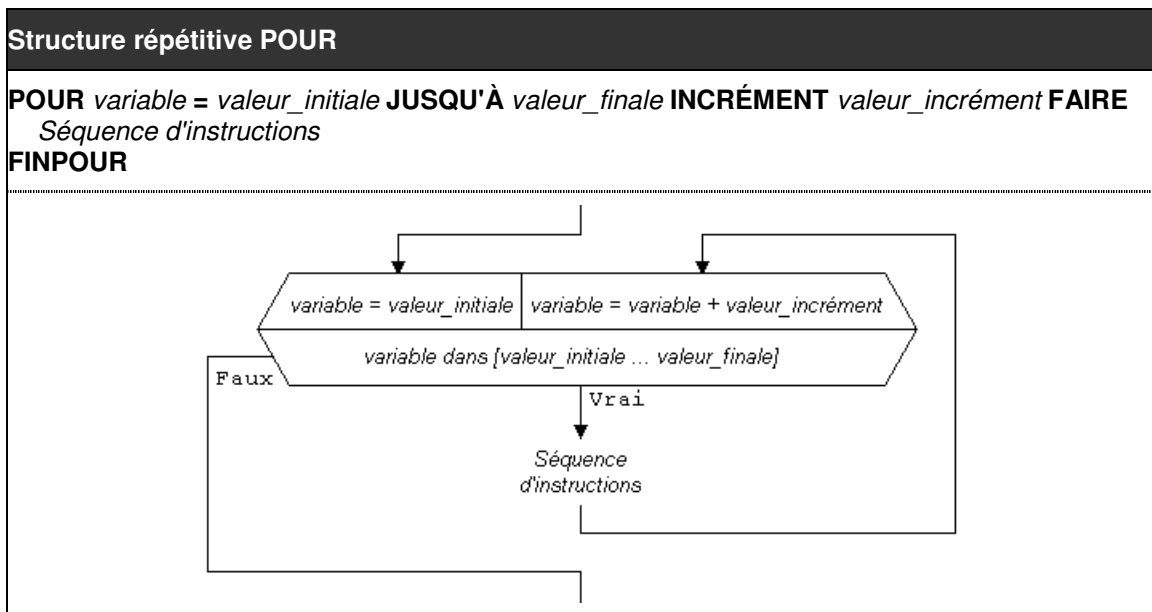 Structure répétitive POUR
POUR variable = valeur_initiale JUSQU'À valeur_finale INCRÉMENT valeur_incrément FAIRE
Séquence d'instructions
FINPOUR
variable = valeur_initiale
variable = variable + valeur_incrément
variable dans [valeur_initiale ... valeur_finale]
Faux
Vrai
Séquence
d'instructions